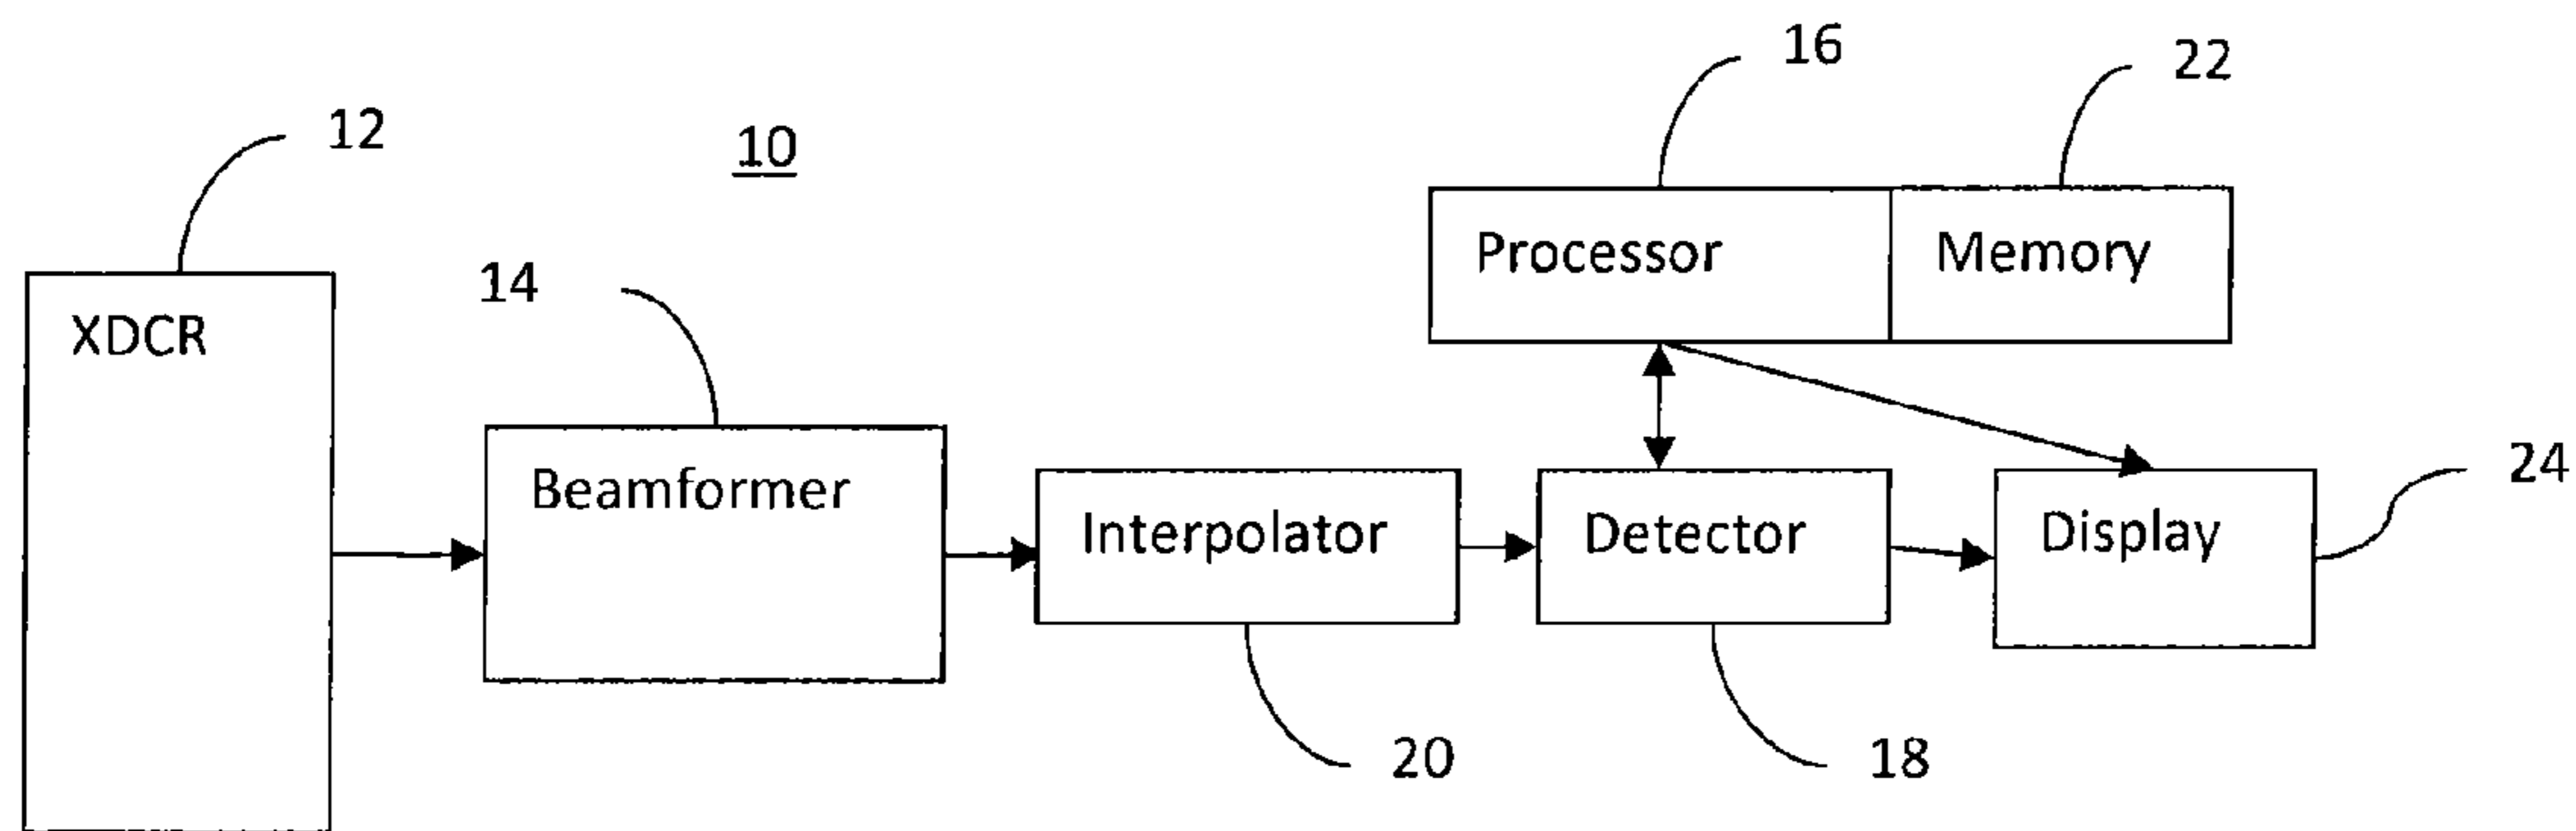 16
22
12
10
Processor
Memory
14
XDCR
Beamformer
24
Interpolator
Detector
Display
20
18